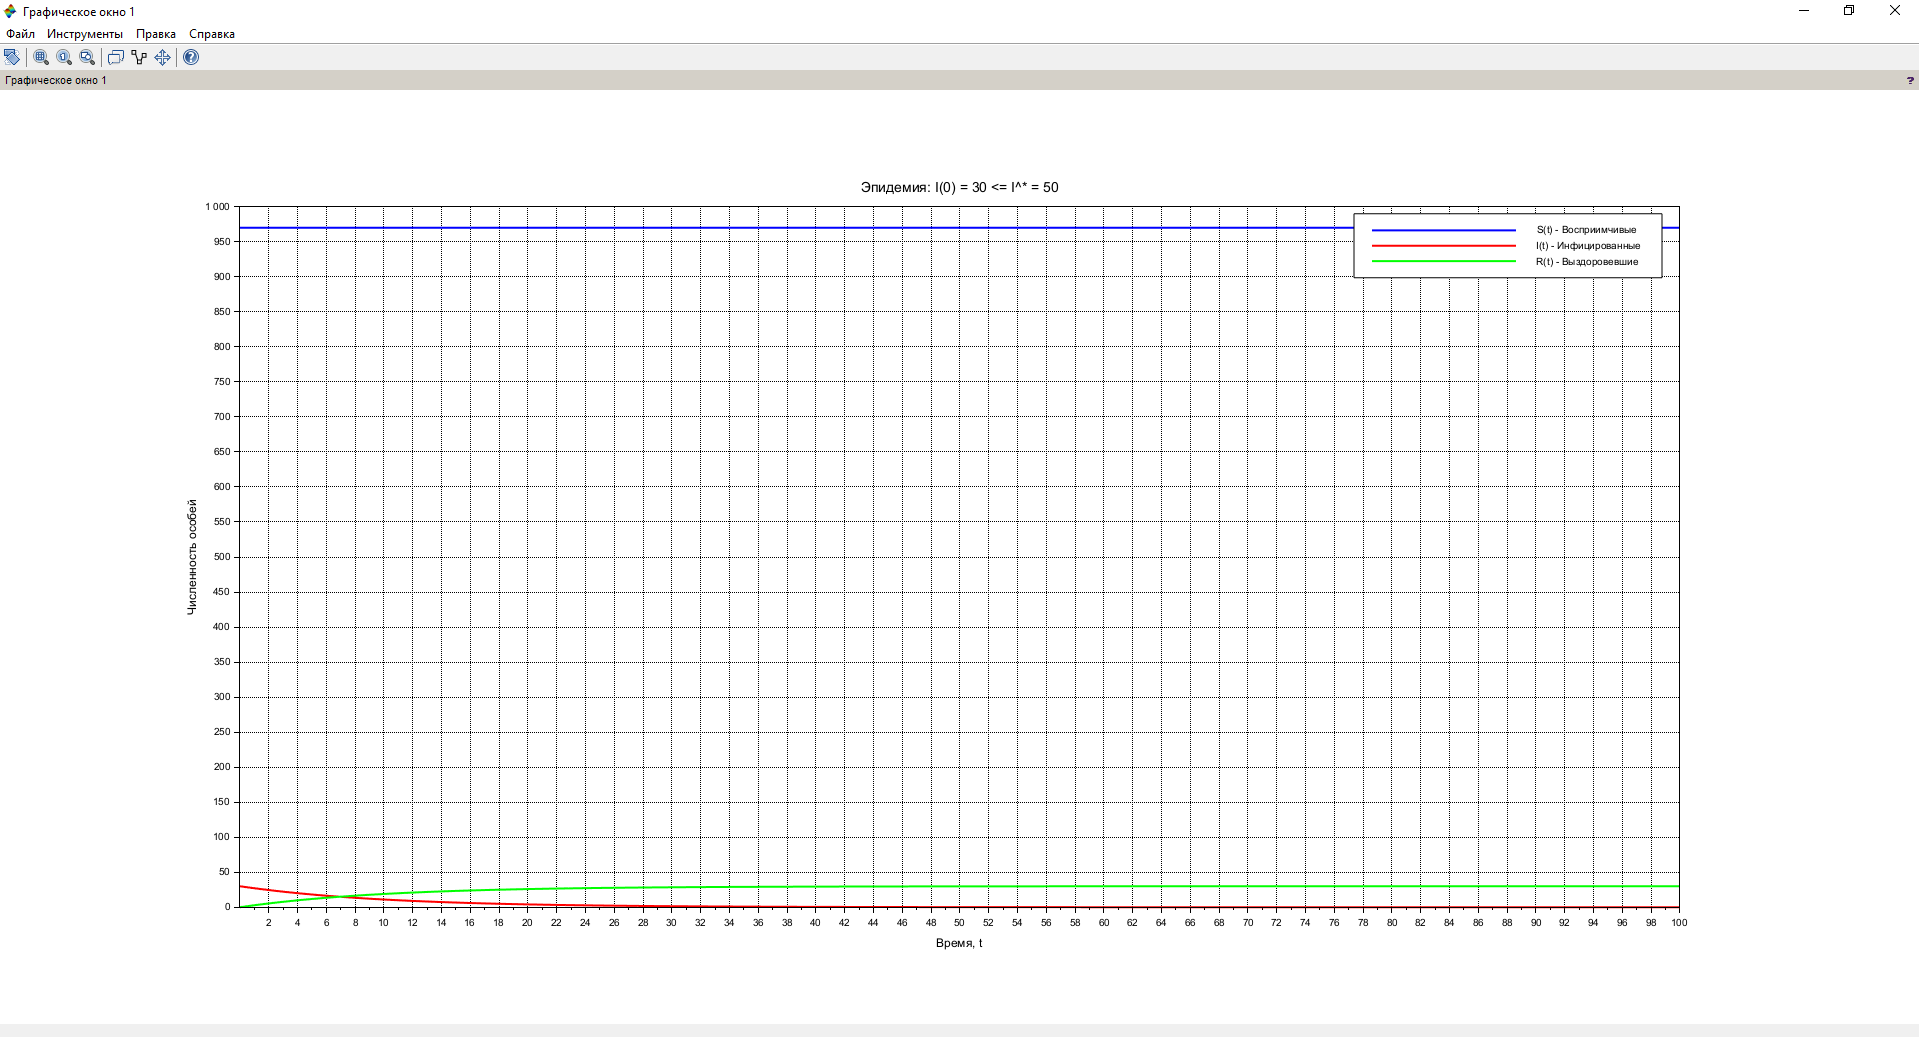 Графическое окно 1
Файл Инструменты Правка Справка
Графическое окно 1 ?
Эпидемия: I(0) = 30 <= I^* = 50
1 000
950
900
850
800
750
700
650
600
550
500
450
400
350
300
250
200
150
100
50
0
Численность особей
S(t) - Восприимчивые
I(t) - Инфицированные
R(t) - Выздоровевшие
2 4 6 8 10 12 14 16 18 20 22 24 26 28 30 32 34 36 38 40 42 44 46 48 50 52 54 56 58 60 62 64 66 68 70 72 74 76 78 80 82 84 86 88 90 92 94 96 98 100
Время, t